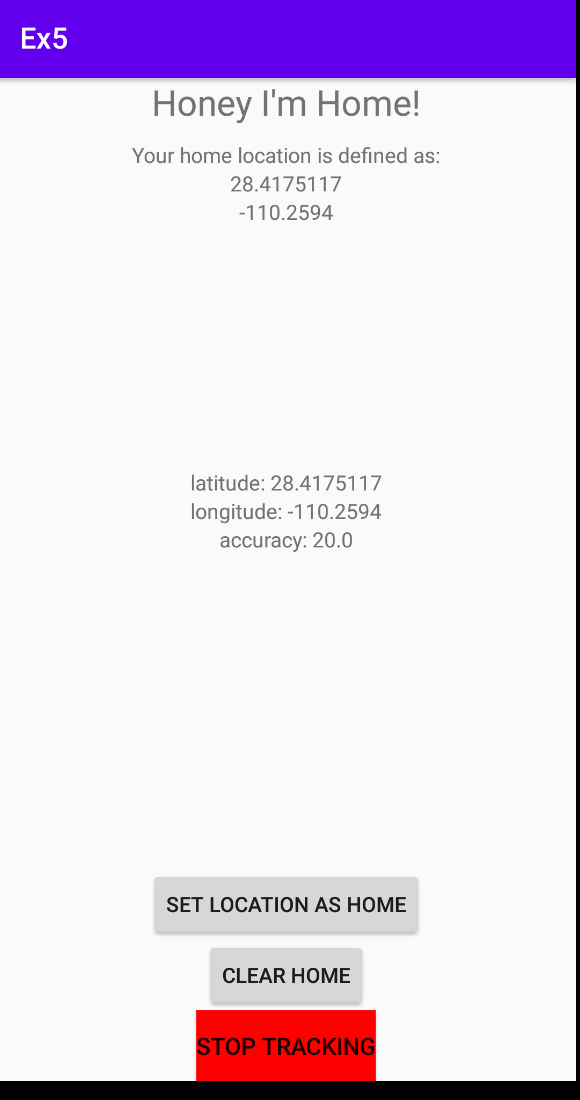 Ex5
Honey I'm Home!
Your home location is defined as:
28.4175117
-110.2594
latitude: 28.4175117
longitude: -110.2594
accuracy: 20.0
SET LOCATION AS HOME
CLEAR HOME
STOP TRACKING